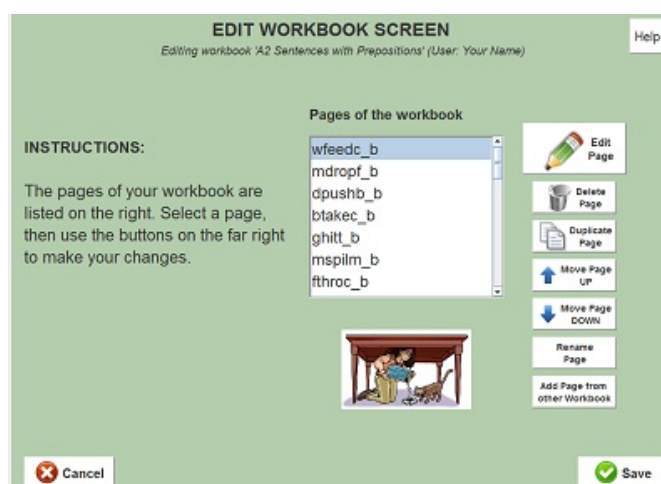 EDIT WORKBOOK SCREEN
Help
Editing workbook 'A2 Sentences with Prepositions' (User: Your Name)
Pages of the workbook
INSTRUCTIONS:
The pages of your workbook are
listed on the right. Select a page,
then use the buttons on the far right
to make your changes.
wfeedc_b
mdropf_b
dpushb_b
btakec_b
ghitt_b
mspilm_b
fthroc_b
Edit
Page
Delete
Page
Duplicate
Page
Move Page
UP
Move Page
DOWN
Rename
Page
Add Page from
other Workbook
Cancel
Save